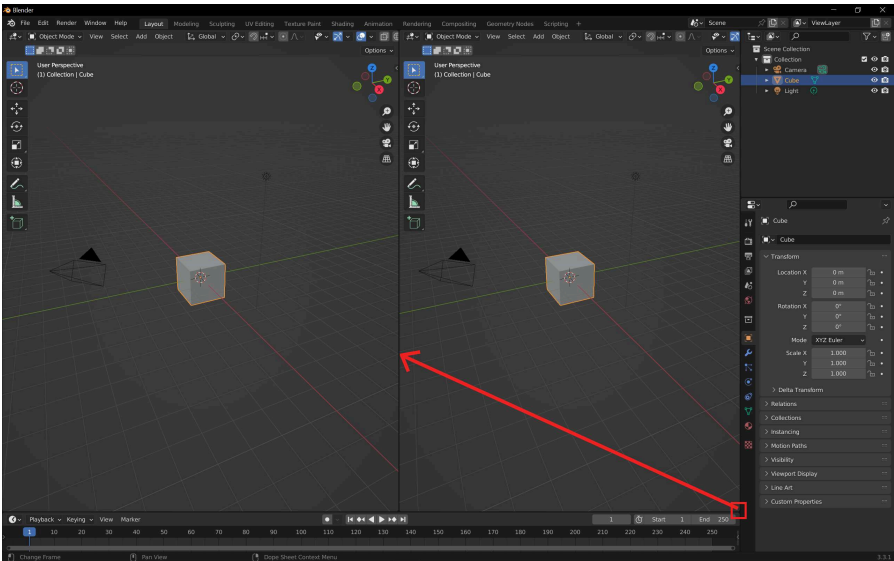 Blender
File Edit Render Window Help Layout Modeling Sculpting UV Editing Texture Paint Shading Animation Rendering Compositing Geometry Nodes Scripting + Scene ViewLayer
Object Mode View Select Add Object Global Object Mode View Select Add Object Global
Options Options
User Perspective
(1) Collection | Cube
User Perspective
(1) Collection | Cube
Z
Y
X
Z
Y
X
Scene Collection
Collection
Camera
Cube
Light
Cube
Cube
Transform
Location X 0 m
Y 0 m
Z 0 m
Rotation X 0°
Y 0°
Z 0°
Mode XYZ Euler
Scale X 1.000
Y 1.000
Z 1.000
Delta Transform
Relations
Collections
Instancing
Motion Paths
Visibility
Viewport Display
Line Art
Custom Properties
Playback Keying View Marker 1 Start 1 End 250
1 10 20 30 40 50 60 70 80 90 100 110 120 130 140 150 160 170 180 190 200 210 220 230 240 250
Change Frame Pan View Dope Sheet Context Menu 3.3.1